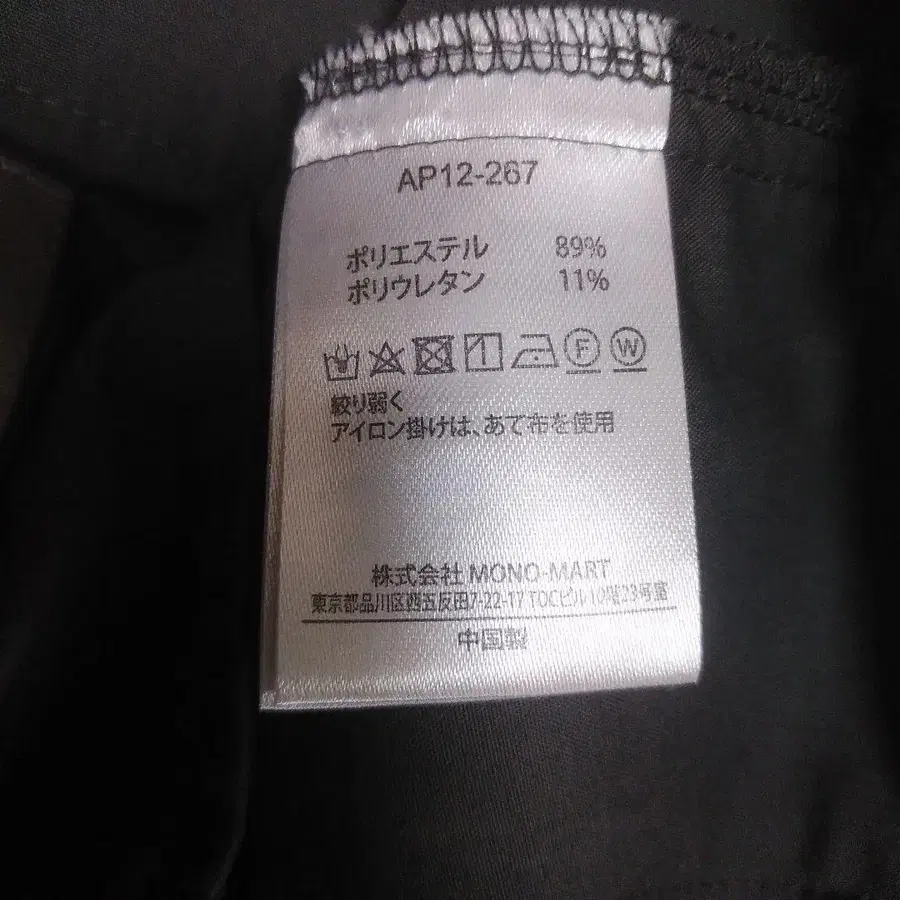 AP12-267
ポリエステル 89%
ポリウレタン 11%
F W
絞り弱く
アイロン掛けは、あて布を使用
株式会社 MONO-MART
東京都品川区西五反田7-22-17 TOCビル10階23号室
中国製